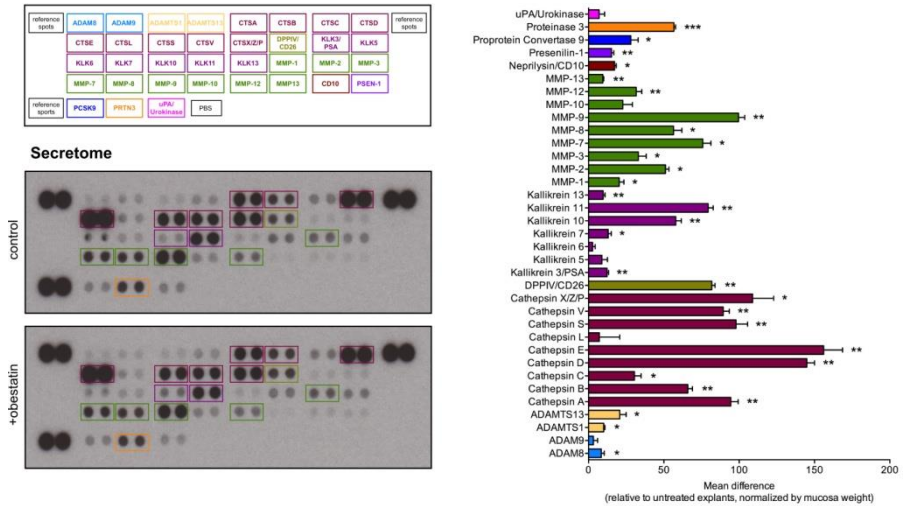 reference spots ADAM8 ADAM9 ADAMTS1 ADAMTS13 CTSA CTSB CTSC CTSD reference spots
CTSE CTSL CTSS CTSV CTSX/Z/P DPPIV/CD26 KLK3/PSA KLK5
KLK6 KLK7 KLK10 KLK11 KLK13 MMP-1 MMP-2 MMP-3
MMP-7 MMP-8 MMP-9 MMP-10 MMP-12 MMP13 CD10 PSEN-1
reference sports PCSK9 PRTN3 uPA/Urokinase PBS
Secretome
control
+obestatin
uPA/Urokinase
Proteinase 3 ***
Proprotein Convertase 9 *
Presenilin-1 **
Neprilysin/CD10 *
MMP-13 **
MMP-12 **
MMP-10
MMP-9 **
MMP-8 *
MMP-7 *
MMP-3 *
MMP-2 *
MMP-1 *
Kallikrein 13 **
Kallikrein 11 **
Kallikrein 10 **
Kallikrein 7 *
Kallikrein 6
Kallikrein 5
Kallikrein 3/PSA **
DPPIV/CD26 **
Cathepsin X/Z/P *
Cathepsin V **
Cathepsin S **
Cathepsin L
Cathepsin E **
Cathepsin D **
Cathepsin C *
Cathepsin B **
Cathepsin A **
ADAMTS13 *
ADAMTS1 *
ADAM9
ADAM8 *
0 50 100 150 200
Mean difference
(relative to untreated explants, normalized by mucosa weight)